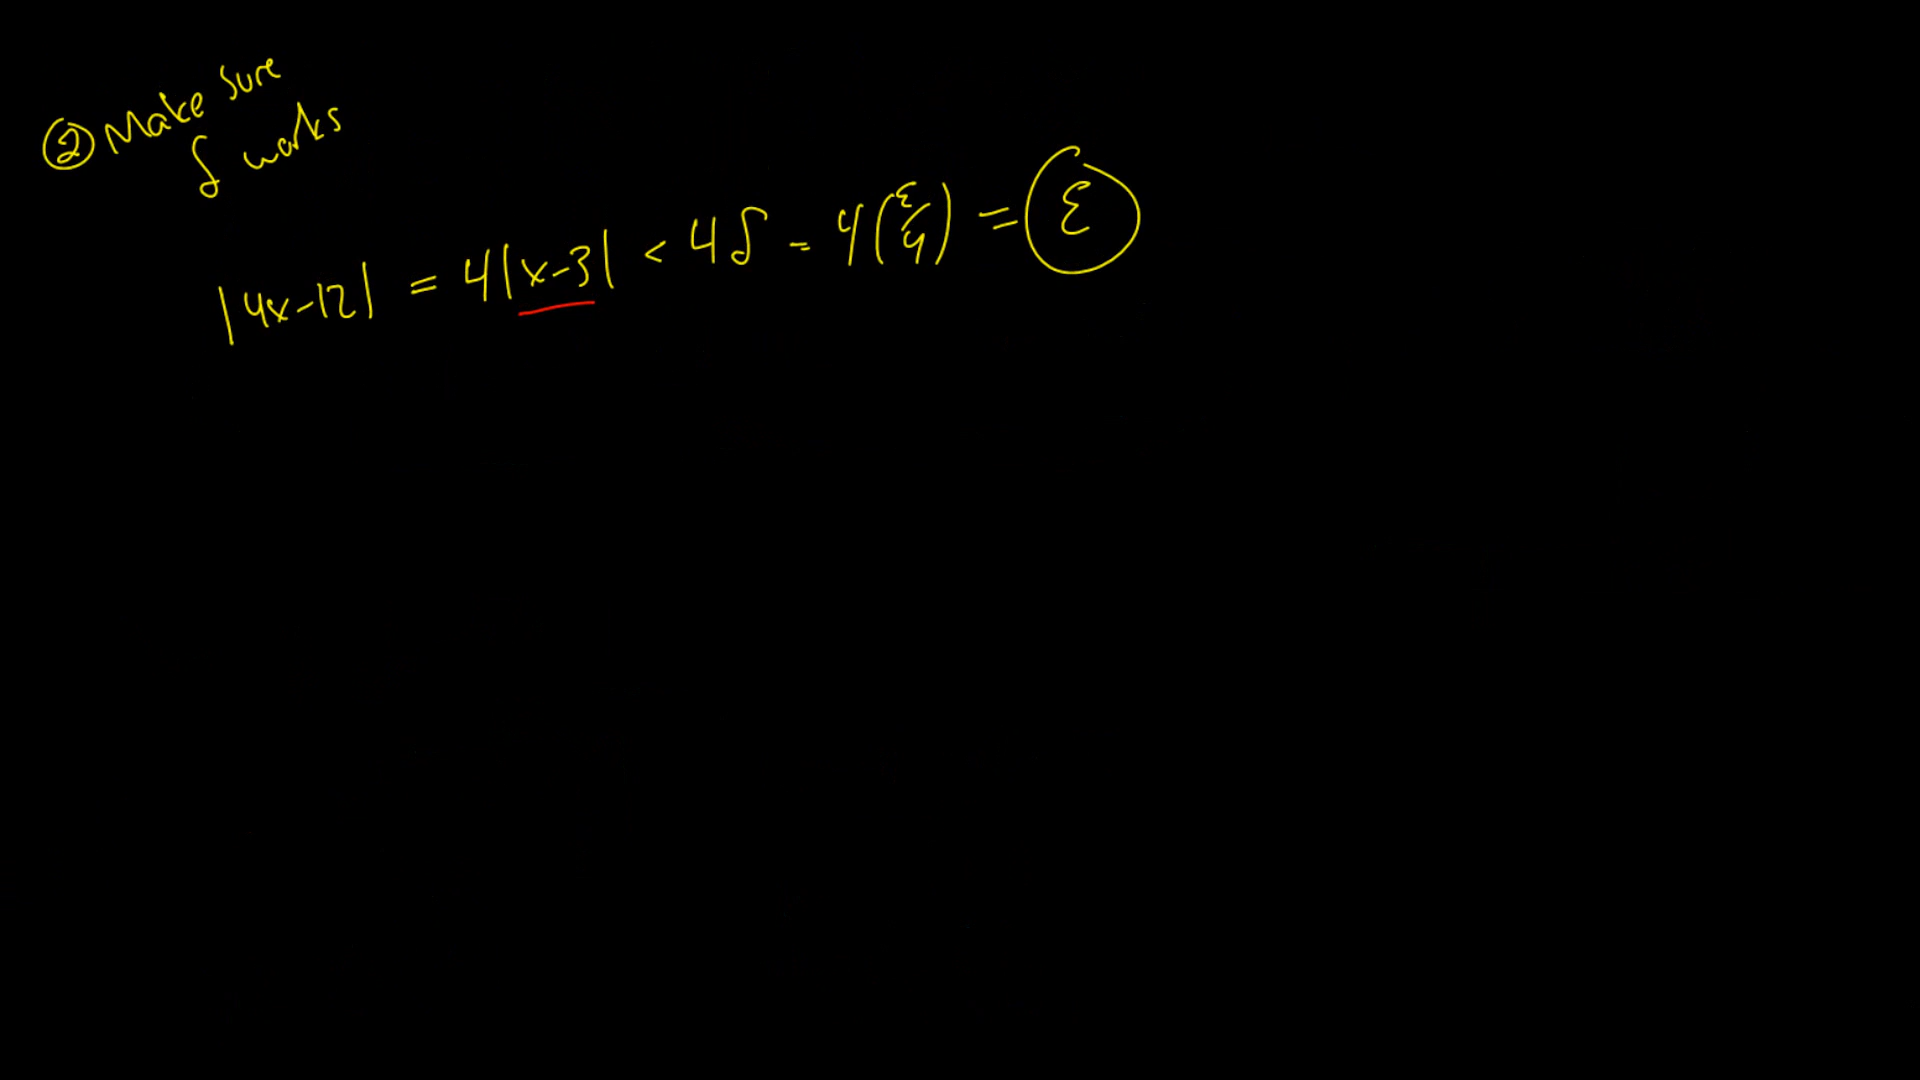 ② Make sure
δ works
|4x-12| = 4|x-3| < 4δ = 4(ε/4) = ε